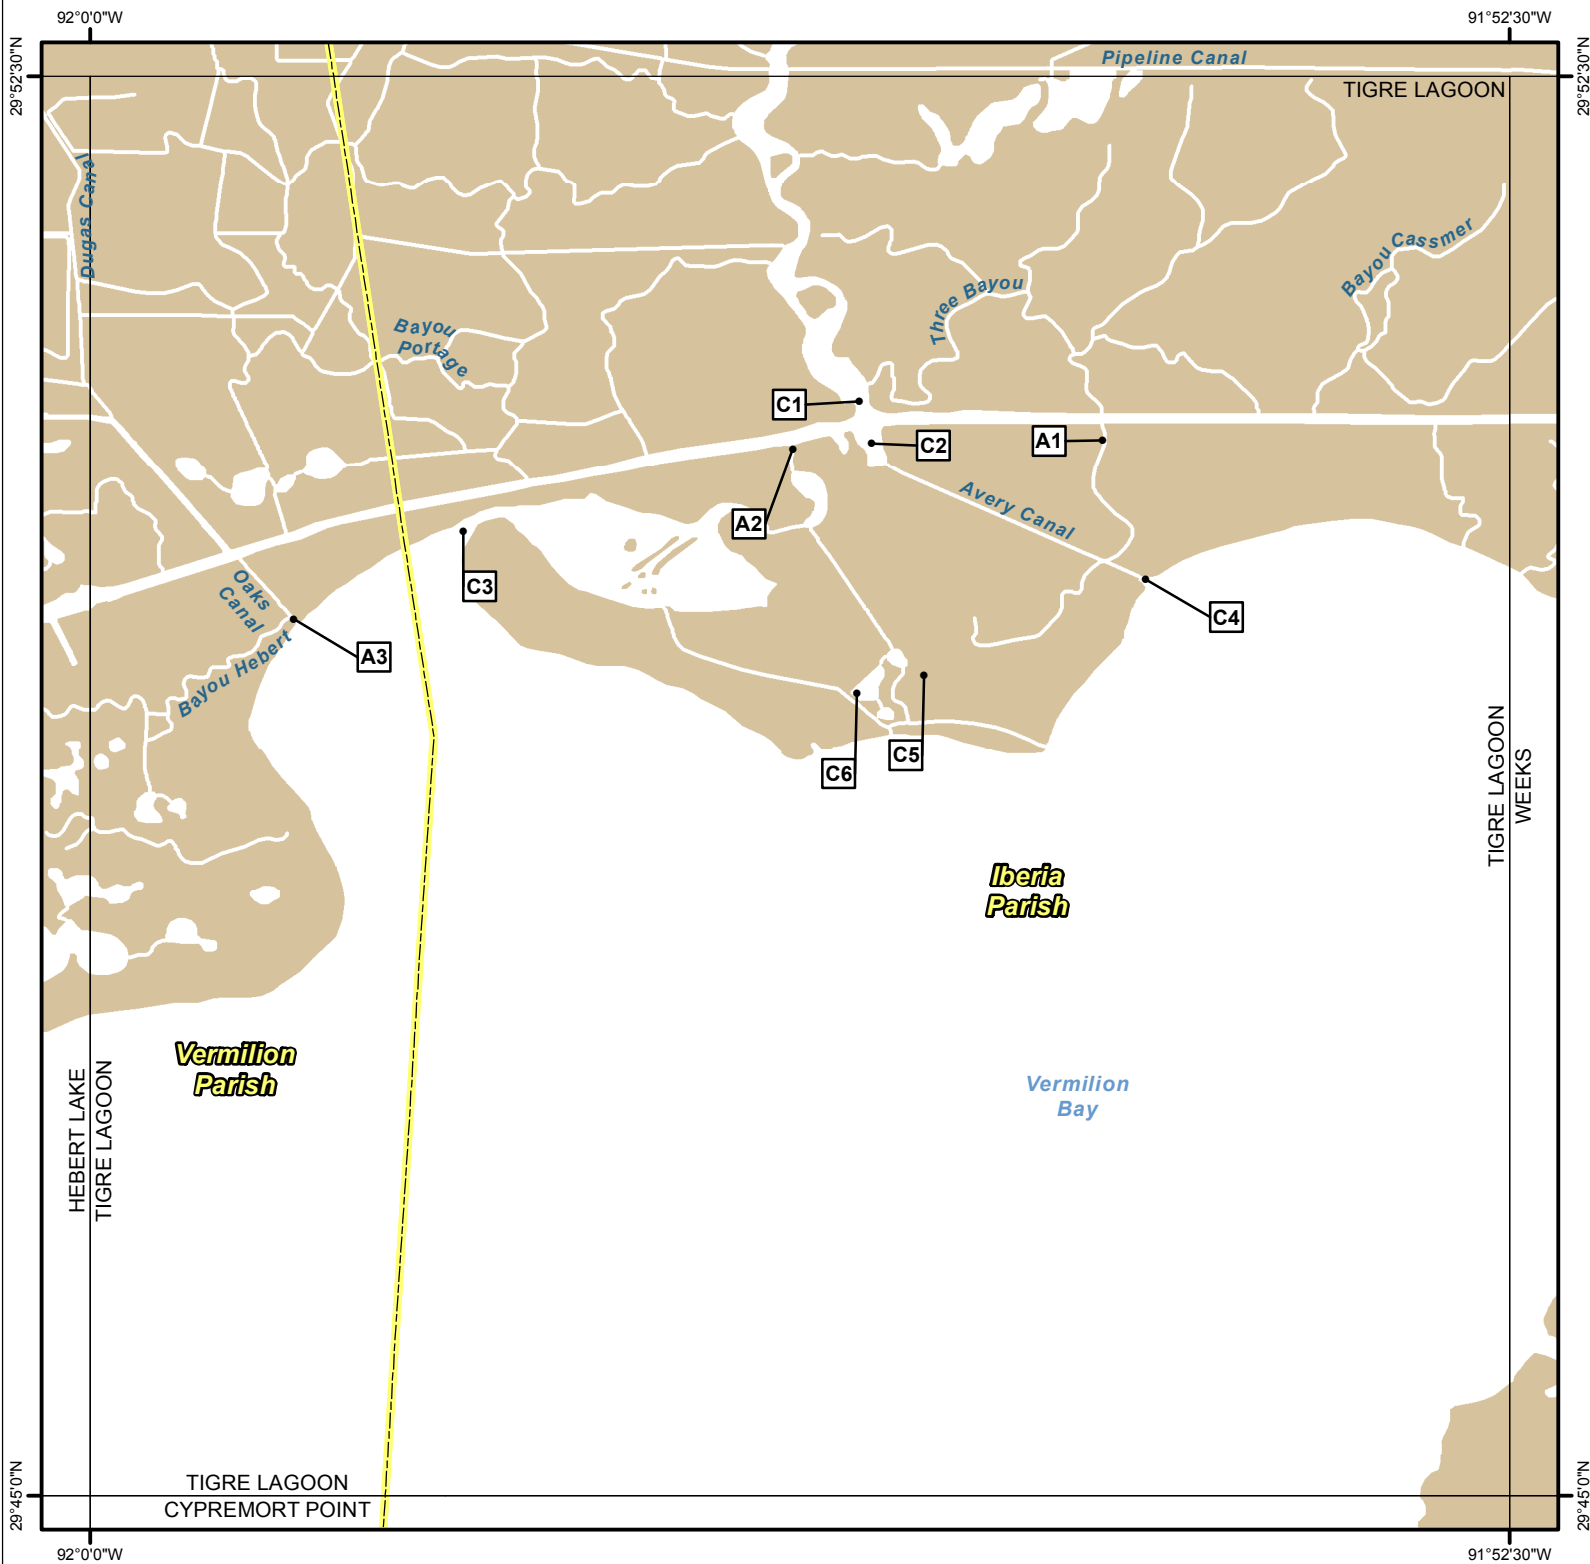 92°0'0"W
91°52'30"W
29°52'30"N
29°52'30"N
Pipeline Canal
TIGRE LAGOON
Dugas Canal
Bayou Cassmer
Three Bayou
Bayou
Portage
C1
C2
A1
Avery Canal
A2
C3
Oaks
Canal
C4
A3
Bayou Hebert
C5
C6
TIGRE LAGOON
WEEKS
Iberia
Parish
Vermilion
Parish
Vermilion
Bay
HEBERT LAKE
TIGRE LAGOON
TIGRE LAGOON
CYPREMORT POINT
29°45'0"N
29°45'0"N
92°0'0"W
91°52'30"W